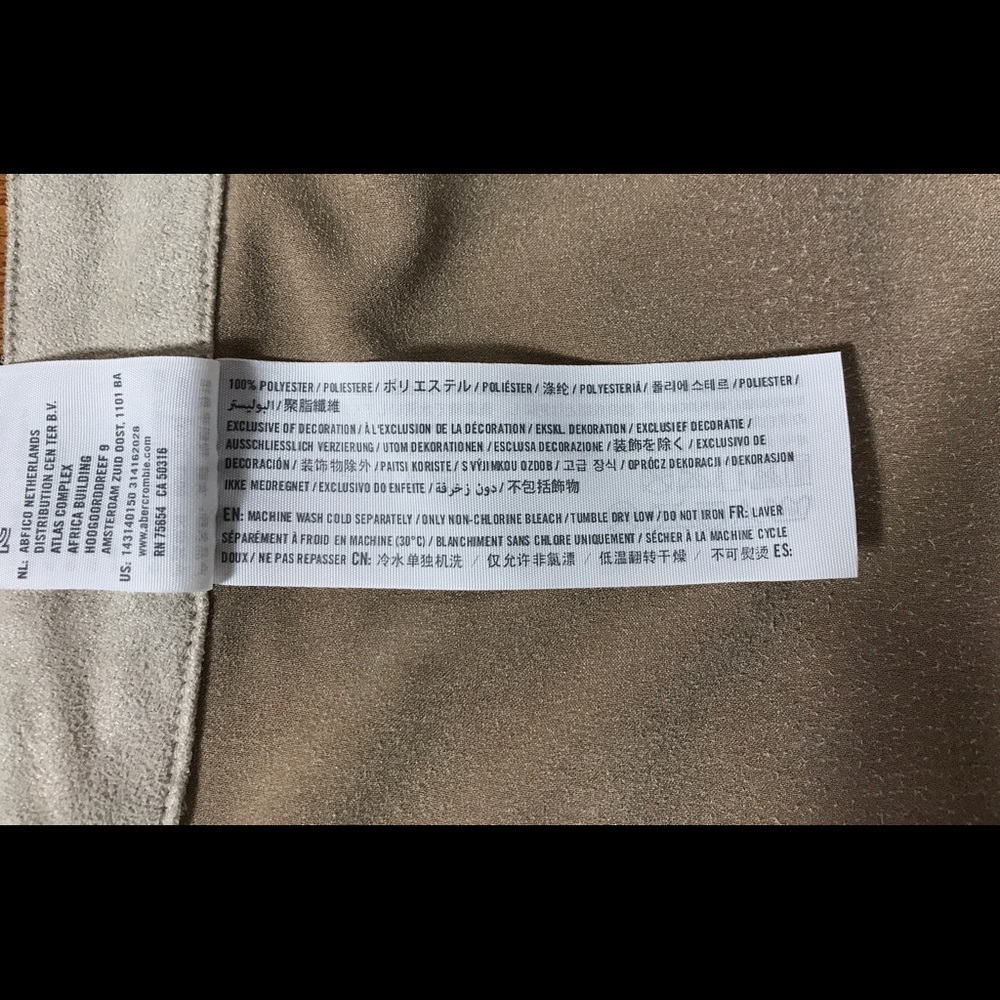 NL: ABFICO NETHERLANDS
DISTRIBUTION CEN TER B.V.
ATLAS COMPLEX
AFRICA BUILDING
HOOGOORDDREEF 9
AMSTERDAM ZUID OOST, 1101 BA
US: 143140150 314162028
www.abercrombie.com
RN 75654 CA 50316
100% POLYESTER / POLIESTERE / ポリエステル / POLIÉSTER / 涤纶 / POLYESTERIÄ / 폴리에스테르 / POLIESTER /
البوليستر / 聚脂纖維
EXCLUSIVE OF DECORATION / À L'EXCLUSION DE LA DÉCORATION / EKSKL. DEKORATION / EXCLUSIEF DECORATIE /
AUSSCHLIESSLICH VERZIERUNG / UTOM DEKORATIONEN / ESCLUSA DECORAZIONE / 装飾を除く / EXCLUSIVO DE
DECORACIÓN / 装饰物除外 / PAITSI KORISTE / S VÝJIMKOU OZDOB / 고급 장식 / OPRÓCZ DEKORACJI / DEKORASJON
IKKE MEDREGNET / EXCLUSIVO DO ENFEITE / دون زخرفة / 不包括飾物
EN: MACHINE WASH COLD SEPARATELY / ONLY NON-CHLORINE BLEACH / TUMBLE DRY LOW / DO NOT IRON FR: LAVER
SÉPARÉMENT À FROID EN MACHINE (30°C) / BLANCHIMENT SANS CHLORE UNIQUEMENT / SÉCHER À LA MACHINE CYCLE
DOUX / NE PAS REPASSER CN: 冷水单独机洗 / 仅允许非氯漂 / 低温翻转干燥 / 不可熨烫 ES: